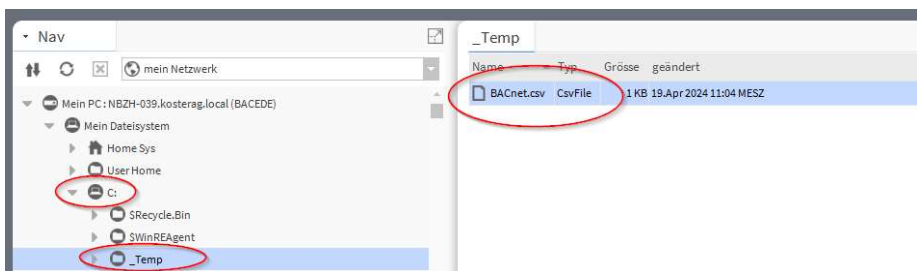 Nav
mein Netzwerk
Mein PC : NBZH-039.kosterag.local (BACEDE)
Mein Dateisystem
Home Sys
User Home
C:
$Recycle.Bin
$WinREAgent
_Temp
_Temp
Name Typ Grösse geändert
BACnet.csv CsvFile 1 KB 19.Apr 2024 11:04 MESZ